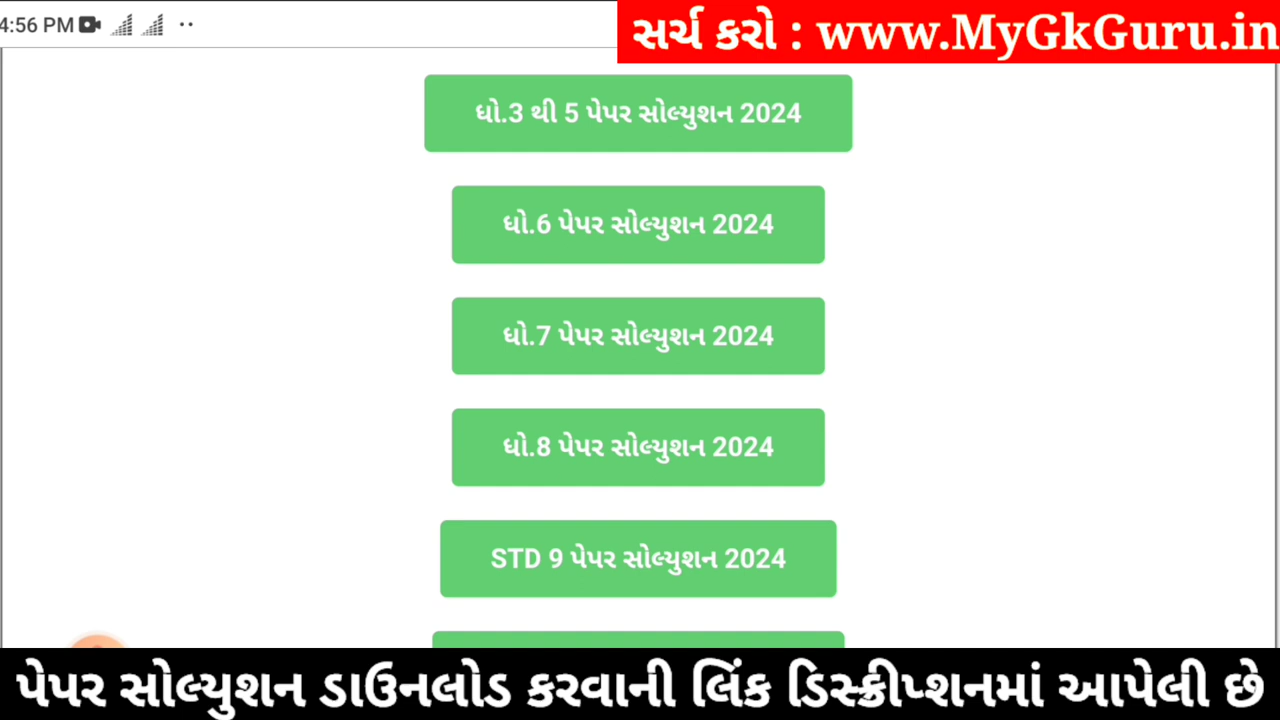 4:56 PM
સર્ચ કરો : www.MyGkGuru.in
ધો.3 થી 5 પેપર સોલ્યુશન 2024
ધો.6 પેપર સોલ્યુશન 2024
ધો.7 પેપર સોલ્યુશન 2024
ધો.8 પેપર સોલ્યુશન 2024
STD 9 પેપર સોલ્યુશન 2024
પેપર સોલ્યુશન ડાઉનલોડ કરવાની લિંક ડિસ્ક્રીપ્શનમાં આપેલી છે